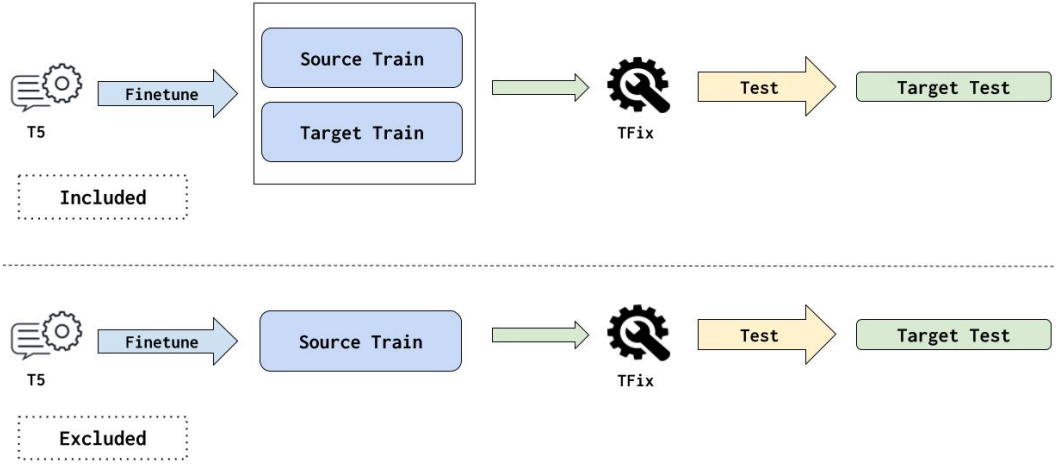 Source Train
Finetune
Test
Target Test
Target Train
T5
TFix
Included
Source Train
Finetune
Test
Target Test
T5
TFix
Excluded